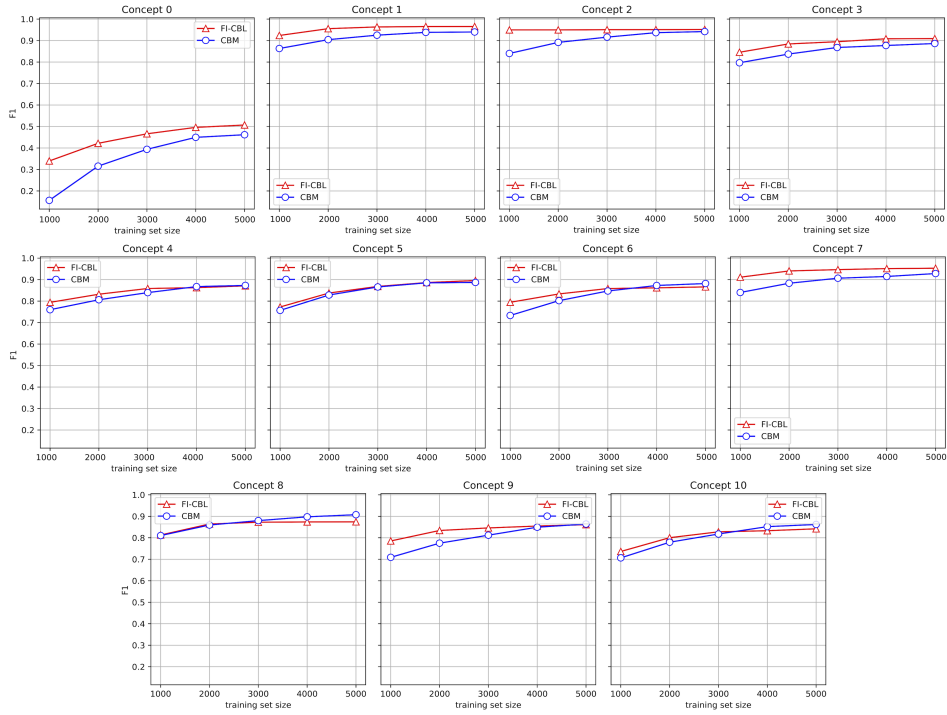 Concept 0
Concept 1
Concept 2
Concept 3
1.0
0.9
0.8
0.7
0.6
0.5
0.4
0.3
0.2
F1
FI-CBL
CBM
FI-CBL
CBM
FI-CBL
CBM
FI-CBL
CBM
1000 2000 3000 4000 5000
1000 2000 3000 4000 5000
1000 2000 3000 4000 5000
1000 2000 3000 4000 5000
training set size
training set size
training set size
training set size
Concept 4
Concept 5
Concept 6
Concept 7
1.0
0.9
0.8
0.7
0.6
0.5
0.4
0.3
0.2
F1
FI-CBL
CBM
FI-CBL
CBM
FI-CBL
CBM
FI-CBL
CBM
1000 2000 3000 4000 5000
1000 2000 3000 4000 5000
1000 2000 3000 4000 5000
1000 2000 3000 4000 5000
training set size
training set size
training set size
training set size
Concept 8
Concept 9
Concept 10
1.0
0.9
0.8
0.7
0.6
0.5
0.4
0.3
0.2
F1
FI-CBL
CBM
FI-CBL
CBM
FI-CBL
CBM
1000 2000 3000 4000 5000
1000 2000 3000 4000 5000
1000 2000 3000 4000 5000
training set size
training set size
training set size